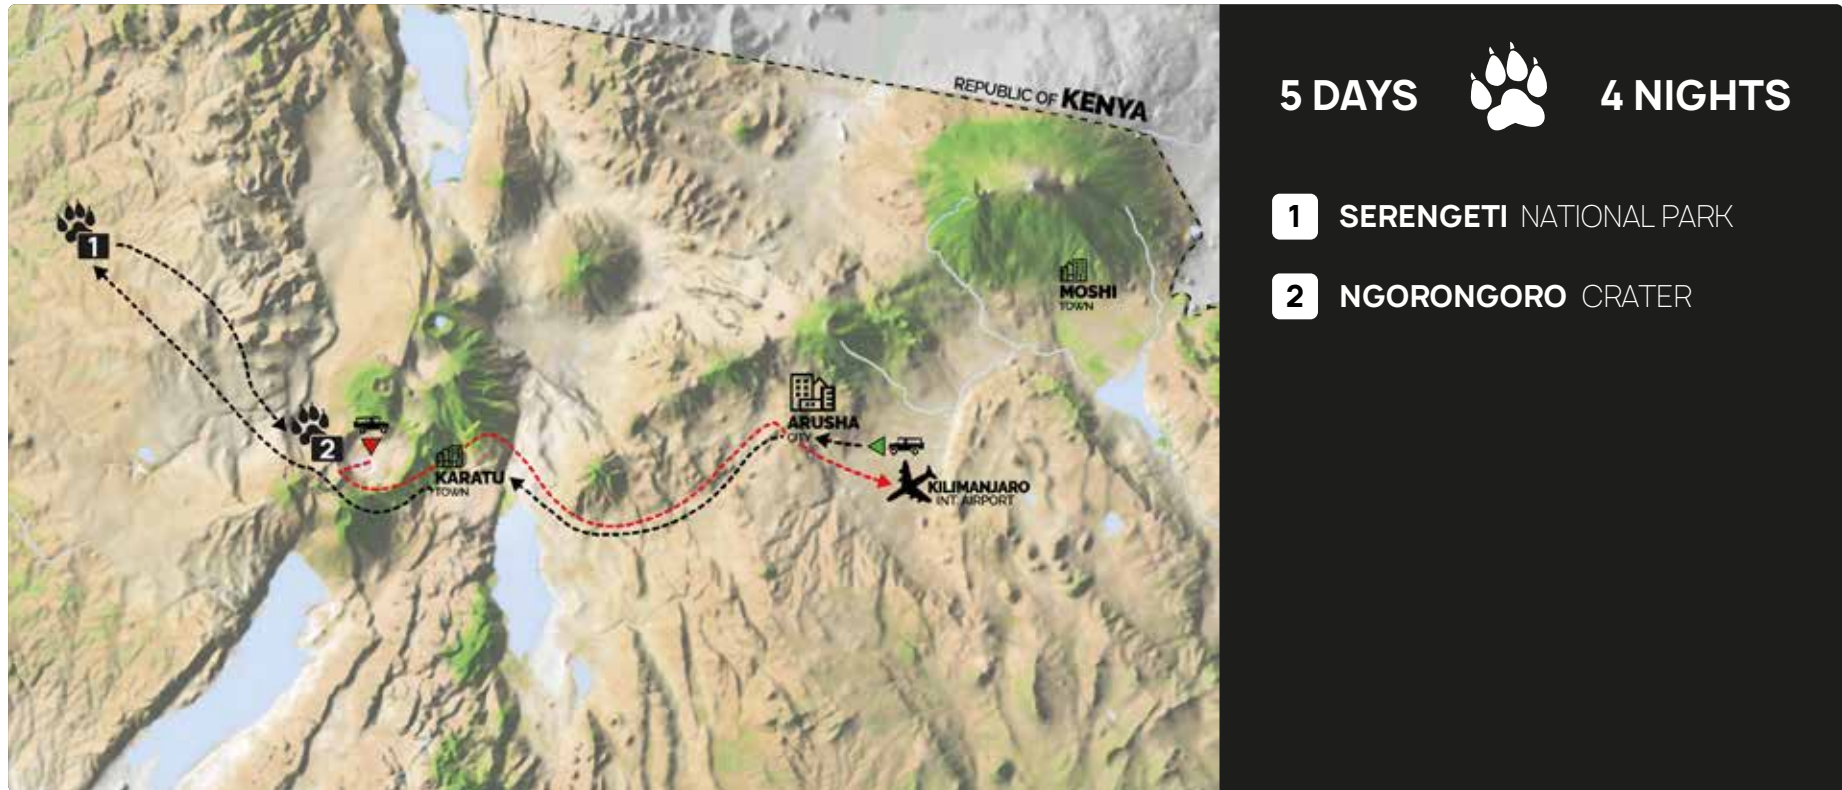 REPUBLIC OF KENYA
MOSHI
TOWN
ARUSHA
CITY
KILIMANJARO
INT. AIRPORT
KARATU
TOWN
1
2
5 DAYS 4 NIGHTS
1 SERENGETI NATIONAL PARK
2 NGORONGORO CRATER